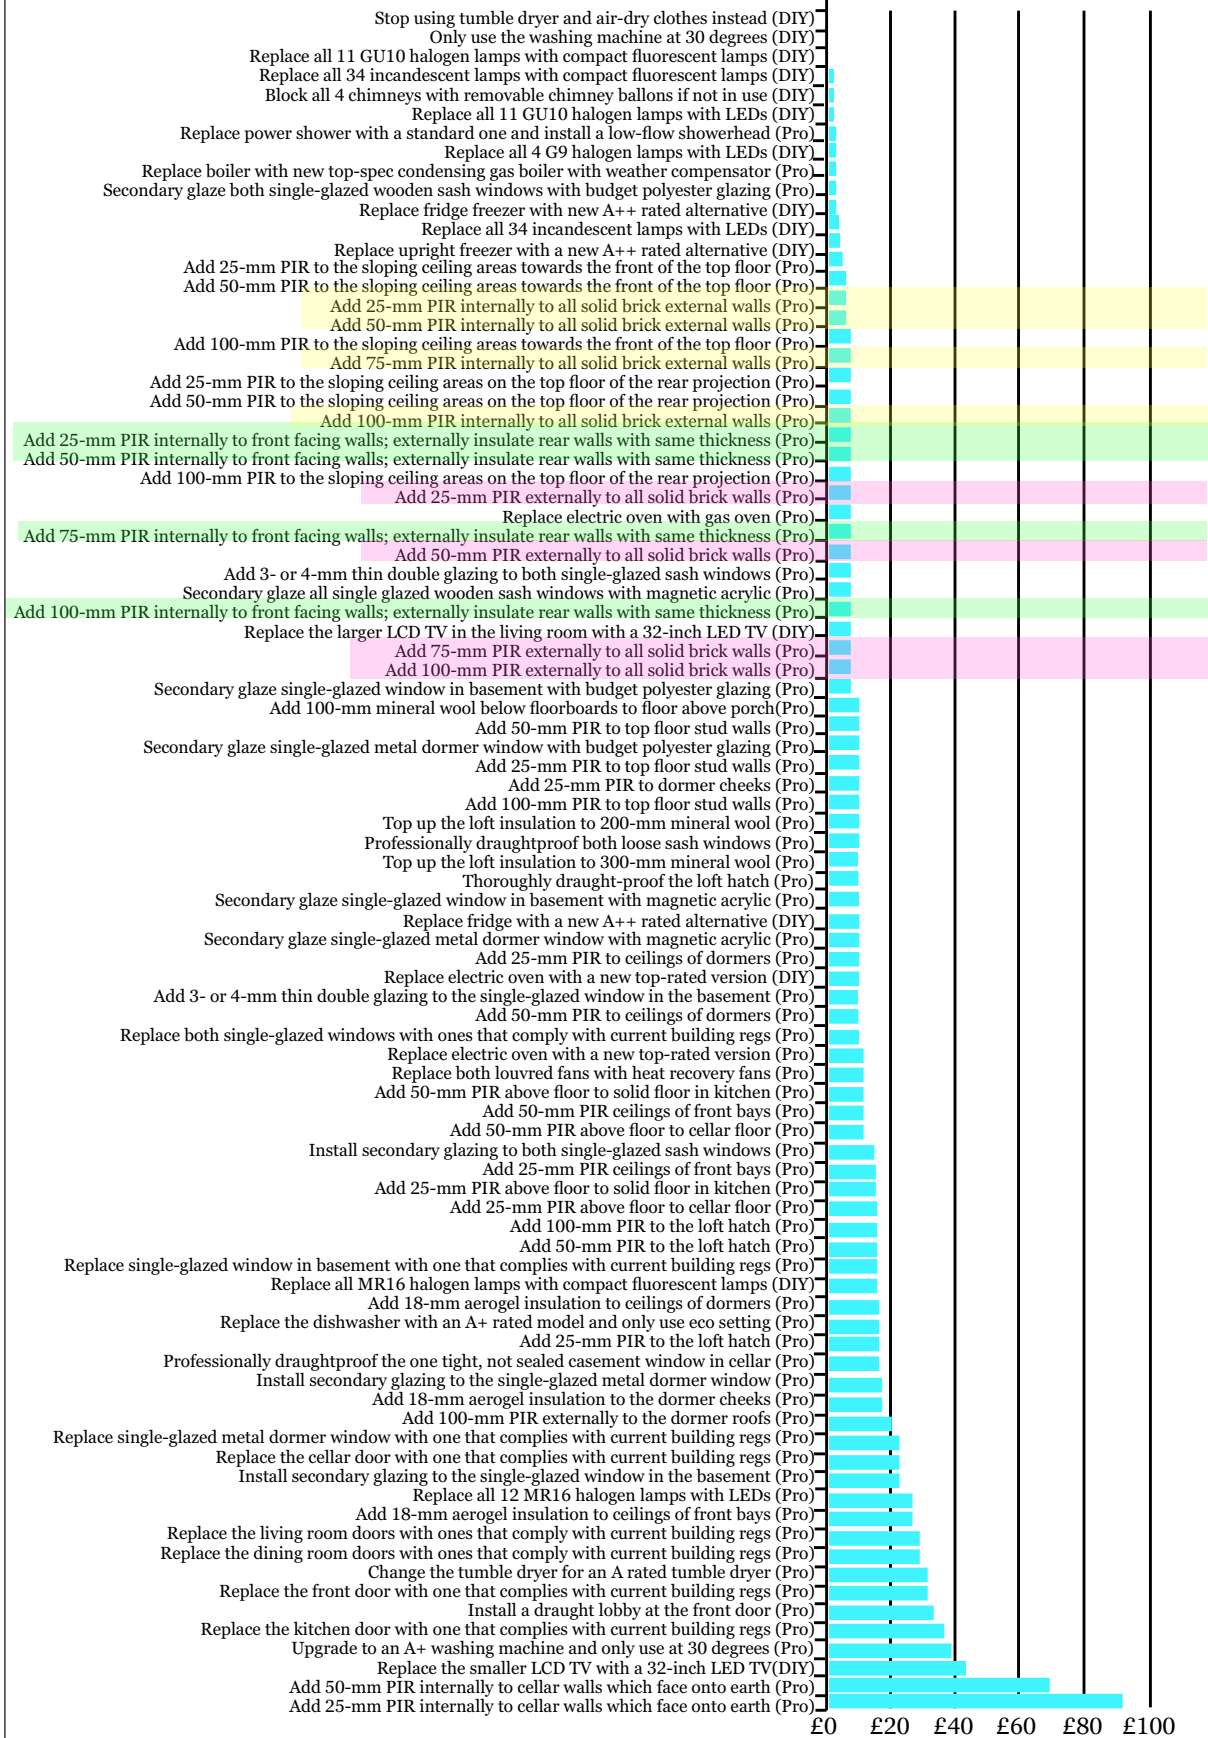 Stop using tumble dryer and air-dry clothes instead (DIY)
Only use the washing machine at 30 degrees (DIY)
Replace all 11 GU10 halogen lamps with compact fluorescent lamps (DIY)
Replace all 34 incandescent lamps with compact fluorescent lamps (DIY)
Block all 4 chimneys with removable chimney ballons if not in use (DIY)
Replace all 11 GU10 halogen lamps with LEDs (DIY)
Replace power shower with a standard one and install a low-flow showerhead (Pro)
Replace all 4 G9 halogen lamps with LEDs (DIY)
Replace boiler with new top-spec condensing gas boiler with weather compensator (Pro)
Secondary glaze both single-glazed wooden sash windows with budget polyester glazing (Pro)
Replace fridge freezer with new A++ rated alternative (DIY)
Replace all 34 incandescent lamps with LEDs (DIY)
Replace upright freezer with a new A++ rated alternative (DIY)
Add 25-mm PIR to the sloping ceiling areas towards the front of the top floor (Pro)
Add 50-mm PIR to the sloping ceiling areas towards the front of the top floor (Pro)
Add 25-mm PIR internally to all solid brick external walls (Pro)
Add 50-mm PIR internally to all solid brick external walls (Pro)
Add 100-mm PIR to the sloping ceiling areas towards the front of the top floor (Pro)
Add 75-mm PIR internally to all solid brick external walls (Pro)
Add 25-mm PIR to the sloping ceiling areas on the top floor of the rear projection (Pro)
Add 50-mm PIR to the sloping ceiling areas on the top floor of the rear projection (Pro)
Add 100-mm PIR internally to all solid brick external walls (Pro)
Add 25-mm PIR internally to front facing walls; externally insulate rear walls with same thickness (Pro)
Add 50-mm PIR internally to front facing walls; externally insulate rear walls with same thickness (Pro)
Add 100-mm PIR to the sloping ceiling areas on the top floor of the rear projection (Pro)
Add 25-mm PIR externally to all solid brick walls (Pro)
Replace electric oven with gas oven (Pro)
Add 75-mm PIR internally to front facing walls; externally insulate rear walls with same thickness (Pro)
Add 50-mm PIR externally to all solid brick walls (Pro)
Add 3- or 4-mm thin double glazing to both single-glazed sash windows (Pro)
Secondary glaze all single glazed wooden sash windows with magnetic acrylic (Pro)
Add 100-mm PIR internally to front facing walls; externally insulate rear walls with same thickness (Pro)
Replace the larger LCD TV in the living room with a 32-inch LED TV (DIY)
Add 75-mm PIR externally to all solid brick walls (Pro)
Add 100-mm PIR externally to all solid brick walls (Pro)
Secondary glaze single-glazed window in basement with budget polyester glazing (Pro)
Add 100-mm mineral wool below floorboards to floor above porch(Pro)
Add 50-mm PIR to top floor stud walls (Pro)
Secondary glaze single-glazed metal dormer window with budget polyester glazing (Pro)
Add 25-mm PIR to top floor stud walls (Pro)
Add 25-mm PIR to dormer cheeks (Pro)
Add 100-mm PIR to top floor stud walls (Pro)
Top up the loft insulation to 200-mm mineral wool (Pro)
Professionally draughtproof both loose sash windows (Pro)
Top up the loft insulation to 300-mm mineral wool (Pro)
Thoroughly draught-proof the loft hatch (Pro)
Secondary glaze single-glazed window in basement with magnetic acrylic (Pro)
Replace fridge with a new A++ rated alternative (DIY)
Secondary glaze single-glazed metal dormer window with magnetic acrylic (Pro)
Add 25-mm PIR to ceilings of dormers (Pro)
Replace electric oven with a new top-rated version (DIY)
Add 3- or 4-mm thin double glazing to the single-glazed window in the basement (Pro)
Add 50-mm PIR to ceilings of dormers (Pro)
Replace both single-glazed windows with ones that comply with current building regs (Pro)
Replace electric oven with a new top-rated version (Pro)
Replace both louvred fans with heat recovery fans (Pro)
Add 50-mm PIR above floor to solid floor in kitchen (Pro)
Add 50-mm PIR ceilings of front bays (Pro)
Add 50-mm PIR above floor to cellar floor (Pro)
Install secondary glazing to both single-glazed sash windows (Pro)
Add 25-mm PIR ceilings of front bays (Pro)
Add 25-mm PIR above floor to solid floor in kitchen (Pro)
Add 25-mm PIR above floor to cellar floor (Pro)
Add 100-mm PIR to the loft hatch (Pro)
Add 50-mm PIR to the loft hatch (Pro)
Replace single-glazed window in basement with one that complies with current building regs (Pro)
Replace all MR16 halogen lamps with compact fluorescent lamps (DIY)
Add 18-mm aerogel insulation to ceilings of dormers (Pro)
Replace the dishwasher with an A+ rated model and only use eco setting (Pro)
Add 25-mm PIR to the loft hatch (Pro)
Professionally draughtproof the one tight, not sealed casement window in cellar (Pro)
Install secondary glazing to the single-glazed metal dormer window (Pro)
Add 18-mm aerogel insulation to the dormer cheeks (Pro)
Add 100-mm PIR externally to the dormer roofs (Pro)
Replace single-glazed metal dormer window with one that complies with current building regs (Pro)
Replace the cellar door with one that complies with current building regs (Pro)
Install secondary glazing to the single-glazed window in the basement (Pro)
Replace all 12 MR16 halogen lamps with LEDs (Pro)
Add 18-mm aerogel insulation to ceilings of front bays (Pro)
Replace the living room doors with ones that comply with current building regs (Pro)
Replace the dining room doors with ones that comply with current building regs (Pro)
Change the tumble dryer for an A rated tumble dryer (Pro)
Replace the front door with one that complies with current building regs (Pro)
Install a draught lobby at the front door (Pro)
Replace the kitchen door with one that complies with current building regs (Pro)
Upgrade to an A+ washing machine and only use at 30 degrees (Pro)
Replace the smaller LCD TV with a 32-inch LED TV(DIY)
Add 50-mm PIR internally to cellar walls which face onto earth (Pro)
Add 25-mm PIR internally to cellar walls which face onto earth (Pro)
£0 £20 £40 £60 £80 £100